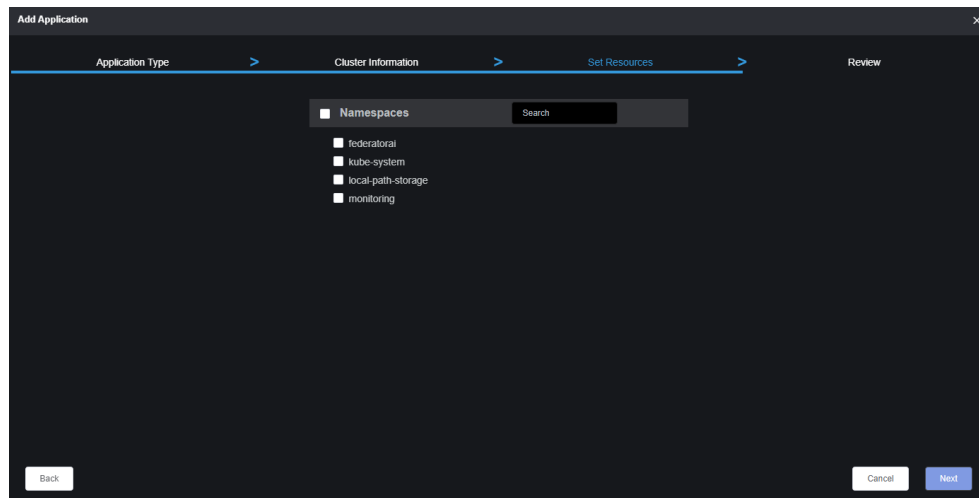 Add Application ×
Application Type > Cluster Information > Set Resources > Review
Namespaces Search
federatorai
kube-system
local-path-storage
monitoring
Back Cancel Next